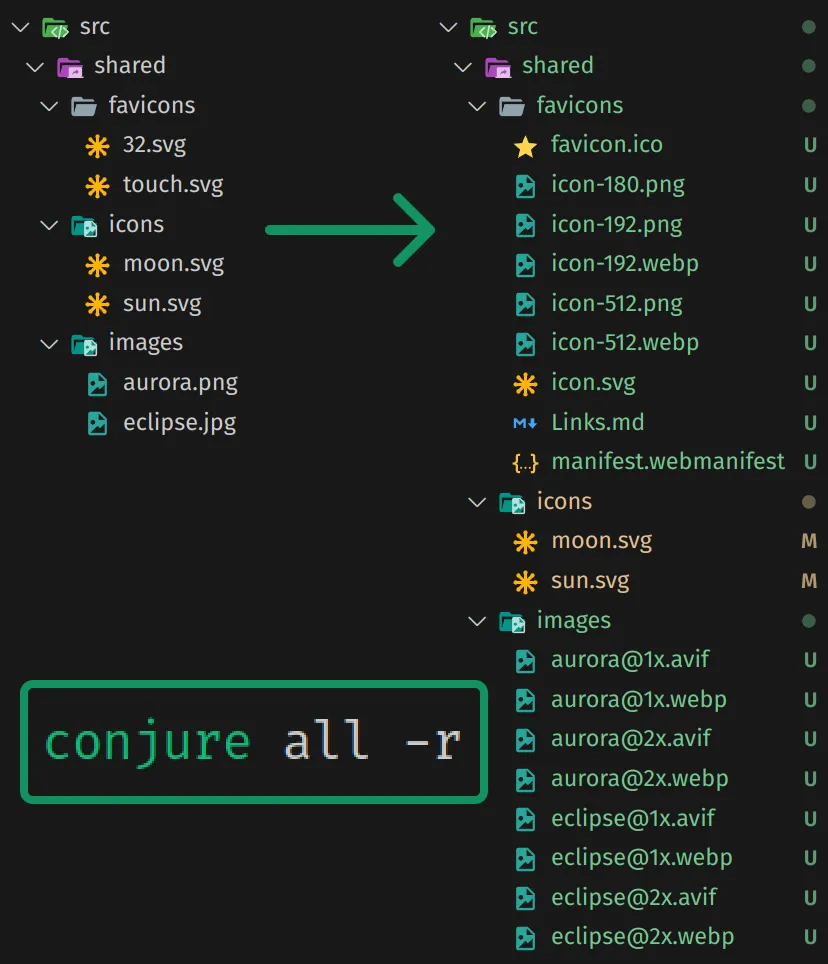 src
shared
favicons
32.svg
touch.svg
icons
moon.svg
sun.svg
images
aurora.png
eclipse.jpg
conjure all -r
src
shared
favicons
favicon.ico U
icon-180.png U
icon-192.png U
icon-192.webp U
icon-512.png U
icon-512.webp U
icon.svg U
Links.md U
manifest.webmanifest U
icons
moon.svg M
sun.svg M
images
aurora@1x.avif U
aurora@1x.webp U
aurora@2x.avif U
aurora@2x.webp U
eclipse@1x.avif U
eclipse@1x.webp U
eclipse@2x.avif U
eclipse@2x.webp U